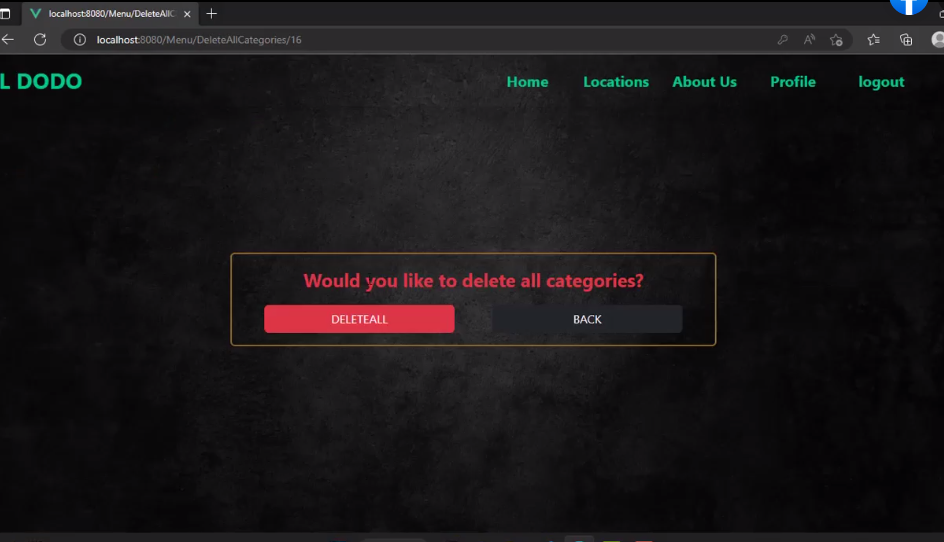 localhost:8080/Menu/DeleteAllC
localhost:8080/Menu/DeleteAllCategories/16
L DODO
Home Locations About Us Profile logout
Would you like to delete all categories?
DELETEALL BACK